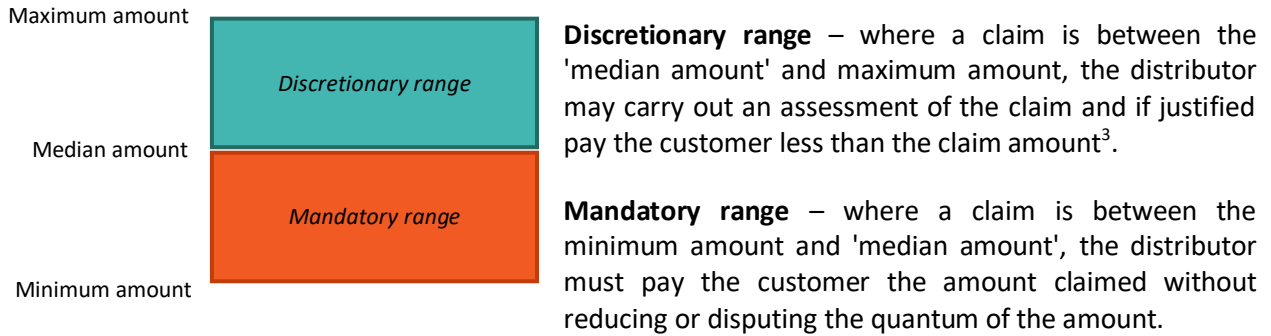 Maximum amount
Discretionary range
Median amount
Mandatory range
Minimum amount
Discretionary range – where a claim is between the
'median amount' and maximum amount, the distributor
may carry out an assessment of the claim and if justified
pay the customer less than the claim amount³.
Mandatory range – where a claim is between the
minimum amount and 'median amount', the distributor
must pay the customer the amount claimed without
reducing or disputing the quantum of the amount.